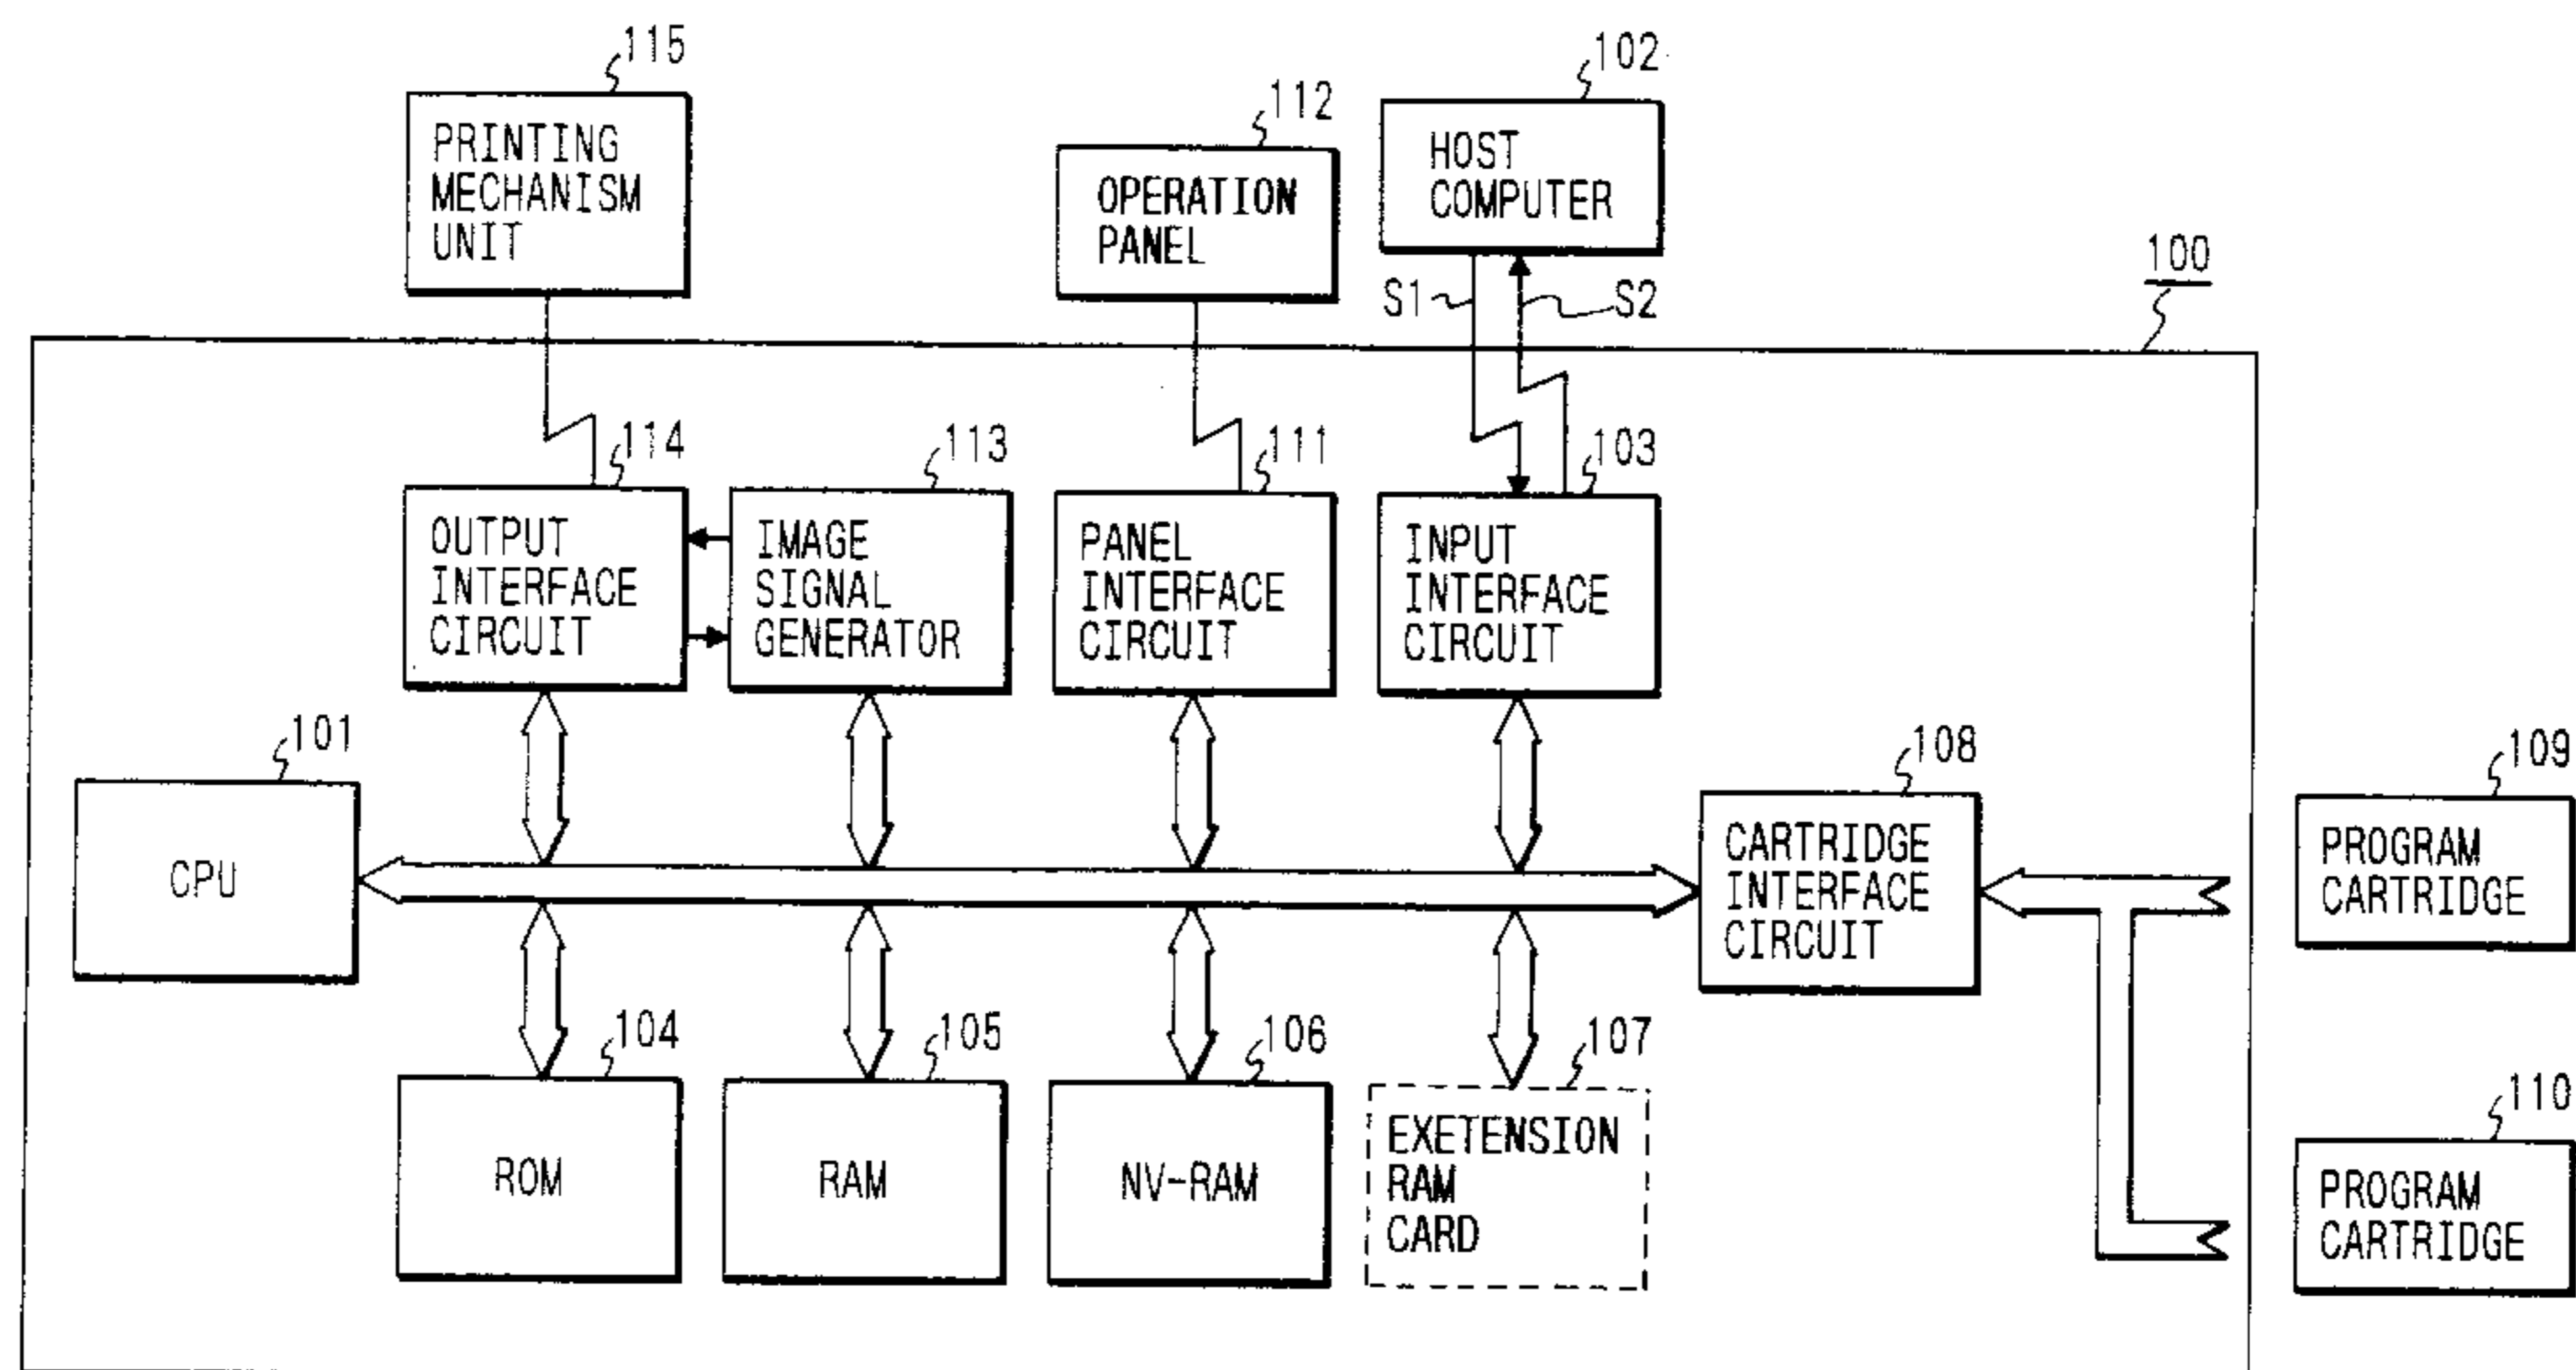 115
PRINTING
MECHANISM
UNIT
112
OPERATION
PANEL
102
HOST
COMPUTER
100
S1
S2
114
OUTPUT
INTERFACE
CIRCUIT
113
IMAGE
SIGNAL
GENERATOR
111
PANEL
INTERFACE
CIRCUIT
103
INPUT
INTERFACE
CIRCUIT
101
CPU
108
CARTRIDGE
INTERFACE
CIRCUIT
109
PROGRAM
CARTRIDGE
104
ROM
105
RAM
106
NV-RAM
107
EXETENSION
RAM
CARD
110
PROGRAM
CARTRIDGE